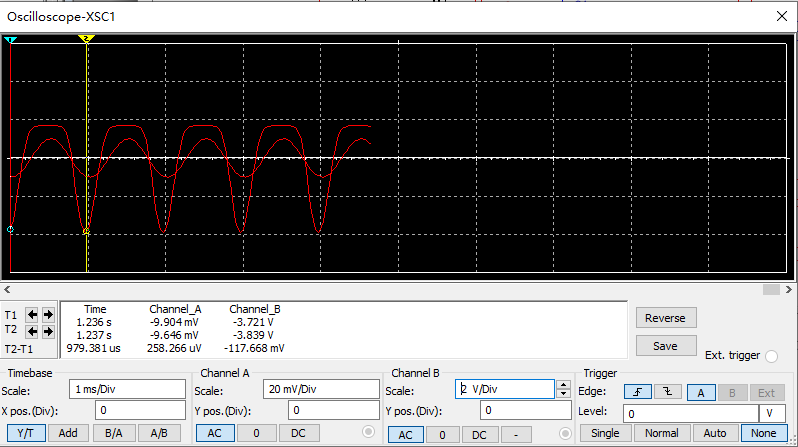 Oscilloscope-XSC1
1
2
T1
T2
T2-T1
Time Channel_A Channel_B
1.236 s -9.904 mV -3.721 V
1.237 s -9.646 mV -3.839 V
979.381 us 258.266 uV -117.668 mV
Reverse
Save
Ext. trigger
Timebase
Scale: 1 ms/Div
X pos.(Div): 0
Y/T Add B/A A/B
Channel A
Scale: 20 mV/Div
Y pos.(Div): 0
AC 0 DC
Channel B
Scale: 2 V/Div
Y pos.(Div): 0
AC 0 DC -
Trigger
Edge: A B Ext
Level: 0 V
Single Normal Auto None